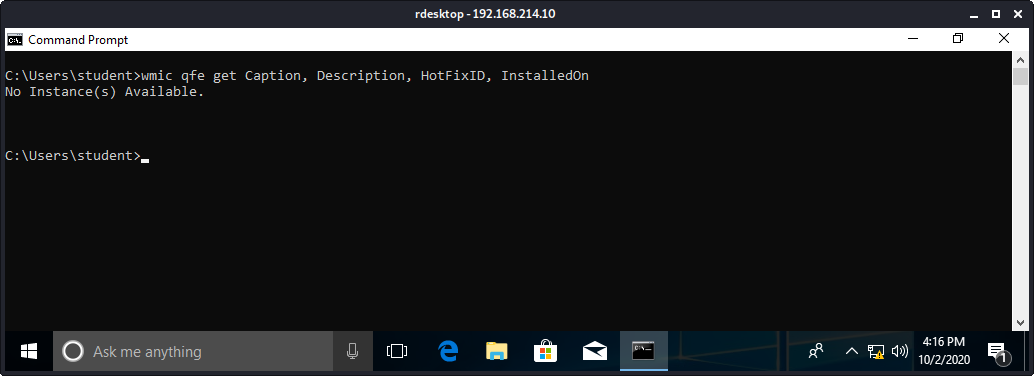 rdesktop - 192.168.214.10
Command Prompt
C:\Users\student>wmic qfe get Caption, Description, HotFixID, InstalledOn
No Instance(s) Available.
C:\Users\student>
Ask me anything
4:16 PM
10/2/2020
1